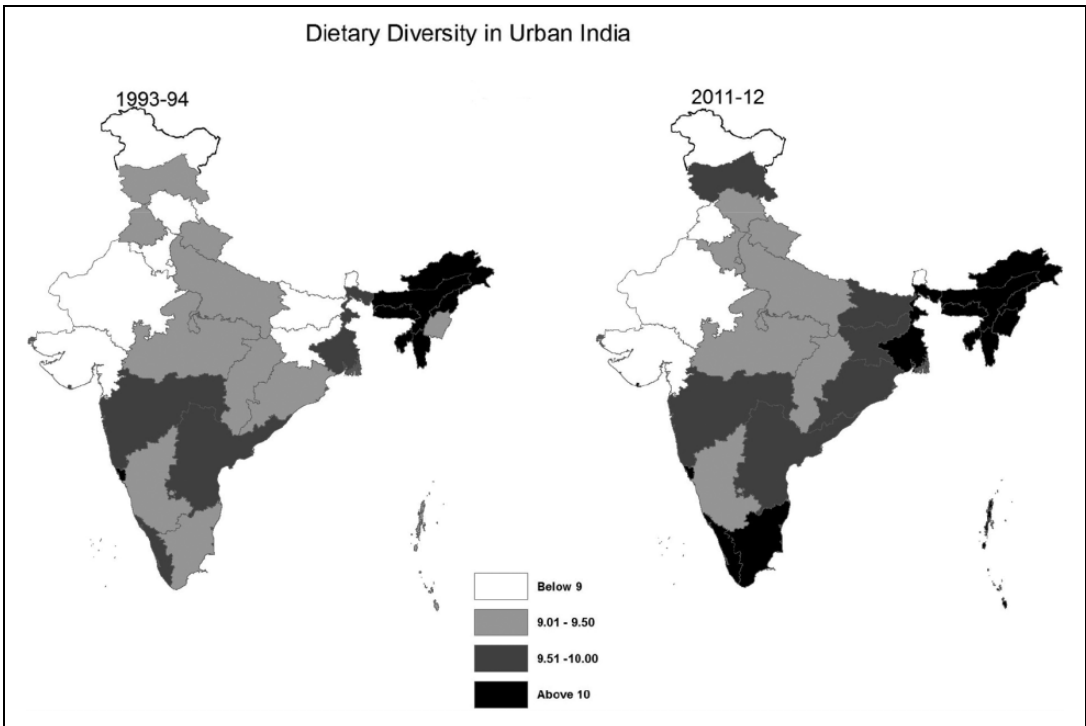 Dietary Diversity in Urban India
1993-94
2011-12
Below 9
9.01 - 9.50
9.51 -10.00
Above 10